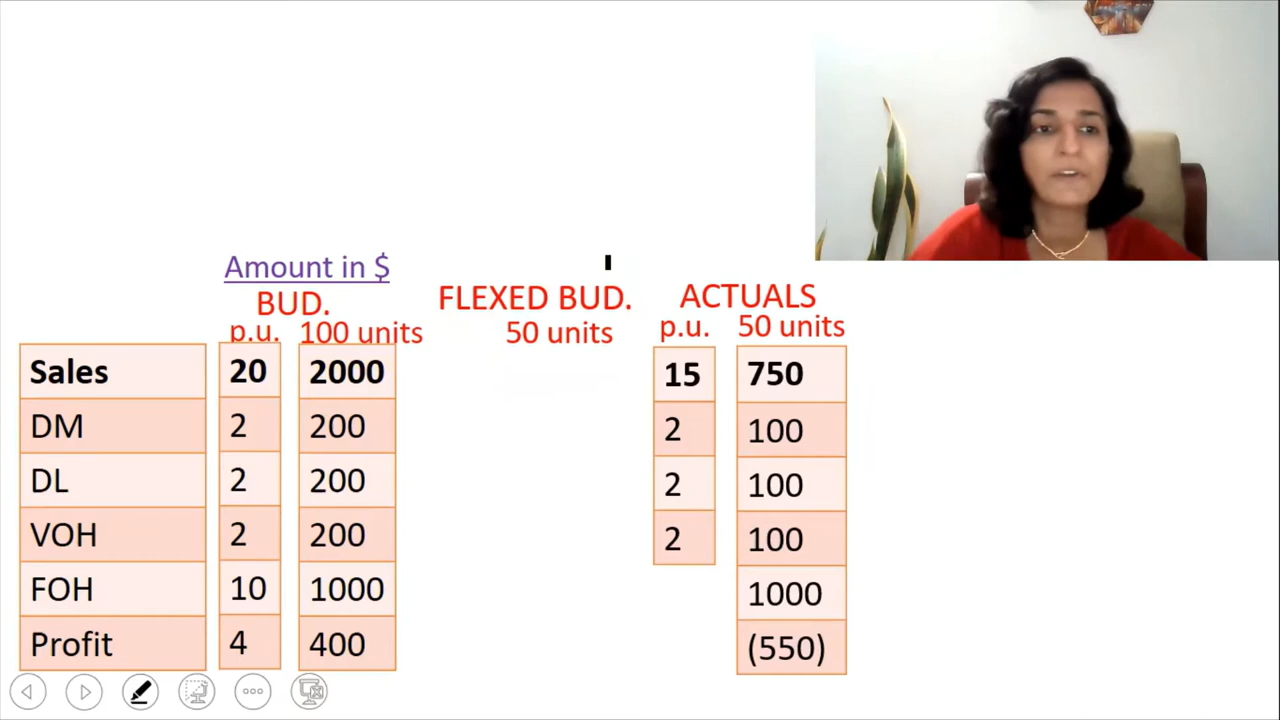 Amount in $
BUD. FLEXED BUD. ACTUALS
p.u. 100 units 50 units p.u. 50 units
Sales 20 2000 15 750
DM 2 200 2 100
DL 2 200 2 100
VOH 2 200 2 100
FOH 10 1000 1000
Profit 4 400 (550)